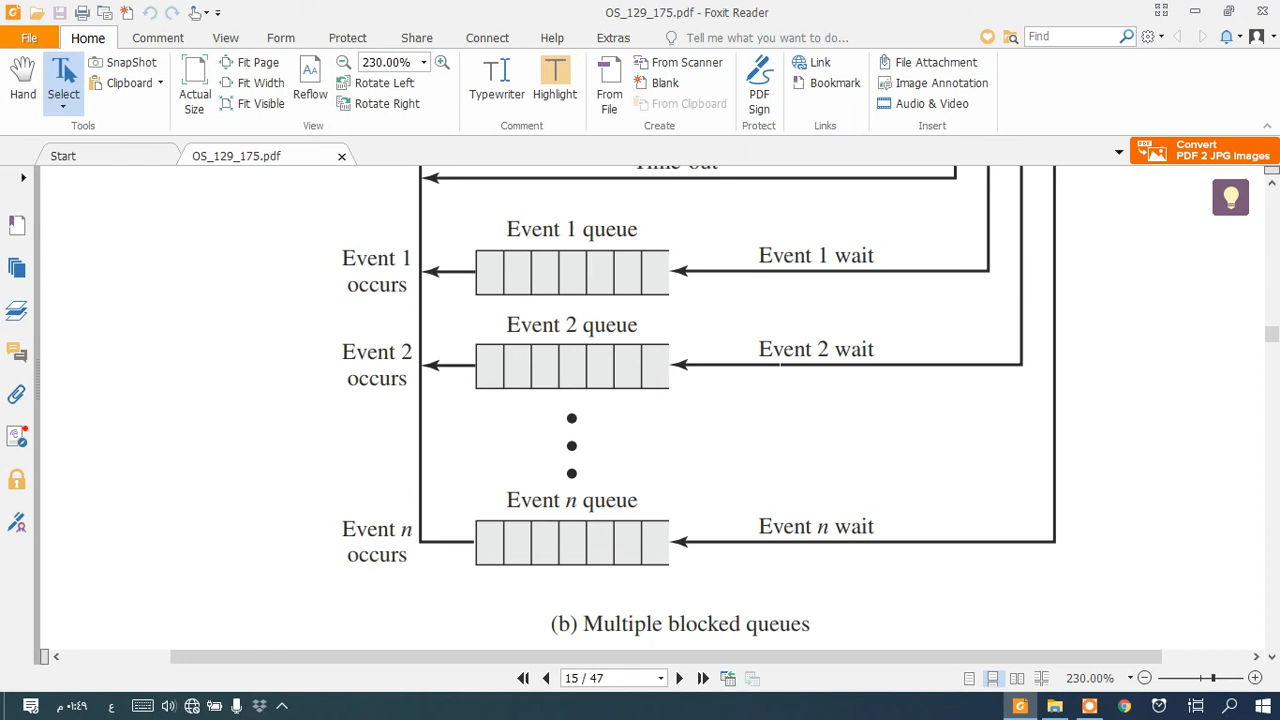 OS_129_175.pdf - Foxit Reader
File Home Comment View Form Protect Share Connect Help Extras Tell me what you want to do... Find
Hand
Select
SnapShot
Clipboard
Tools
Actual Size
Fit Page
Fit Width
Fit Visible
Reflow
230.00%
Rotate Left
Rotate Right
View
Typewriter
Highlight
Comment
From File
From Scanner
Blank
From Clipboard
Create
PDF Sign
Protect
Link
Bookmark
Links
File Attachment
Image Annotation
Audio & Video
Insert
Start OS_129_175.pdf
Convert
PDF 2 JPG Images
Time out
Event 1 queue
Event 1
occurs
Event 1 wait
Event 2 queue
Event 2
occurs
Event 2 wait
Event n queue
Event n
occurs
Event n wait
(b) Multiple blocked queues
15 / 47
230.00%
ع
٠١:٤٩ م